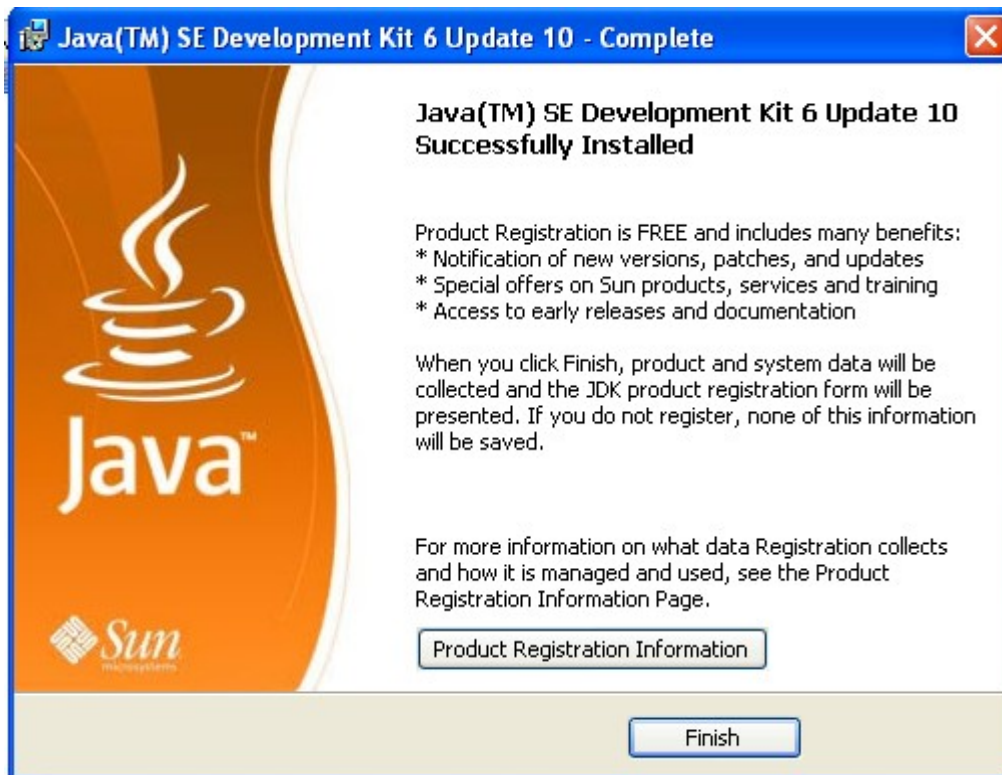 Java(TM) SE Development Kit 6 Update 10 - Complete
Java(TM) SE Development Kit 6 Update 10
Successfully Installed
Product Registration is FREE and includes many benefits:
* Notification of new versions, patches, and updates
* Special offers on Sun products, services and training
* Access to early releases and documentation
When you click Finish, product and system data will be
collected and the JDK product registration form will be
presented. If you do not register, none of this information
will be saved.
Java™
For more information on what data Registration collects
and how it is managed and used, see the Product
Registration Information Page.
Sun
microsystems
Product Registration Information
Finish